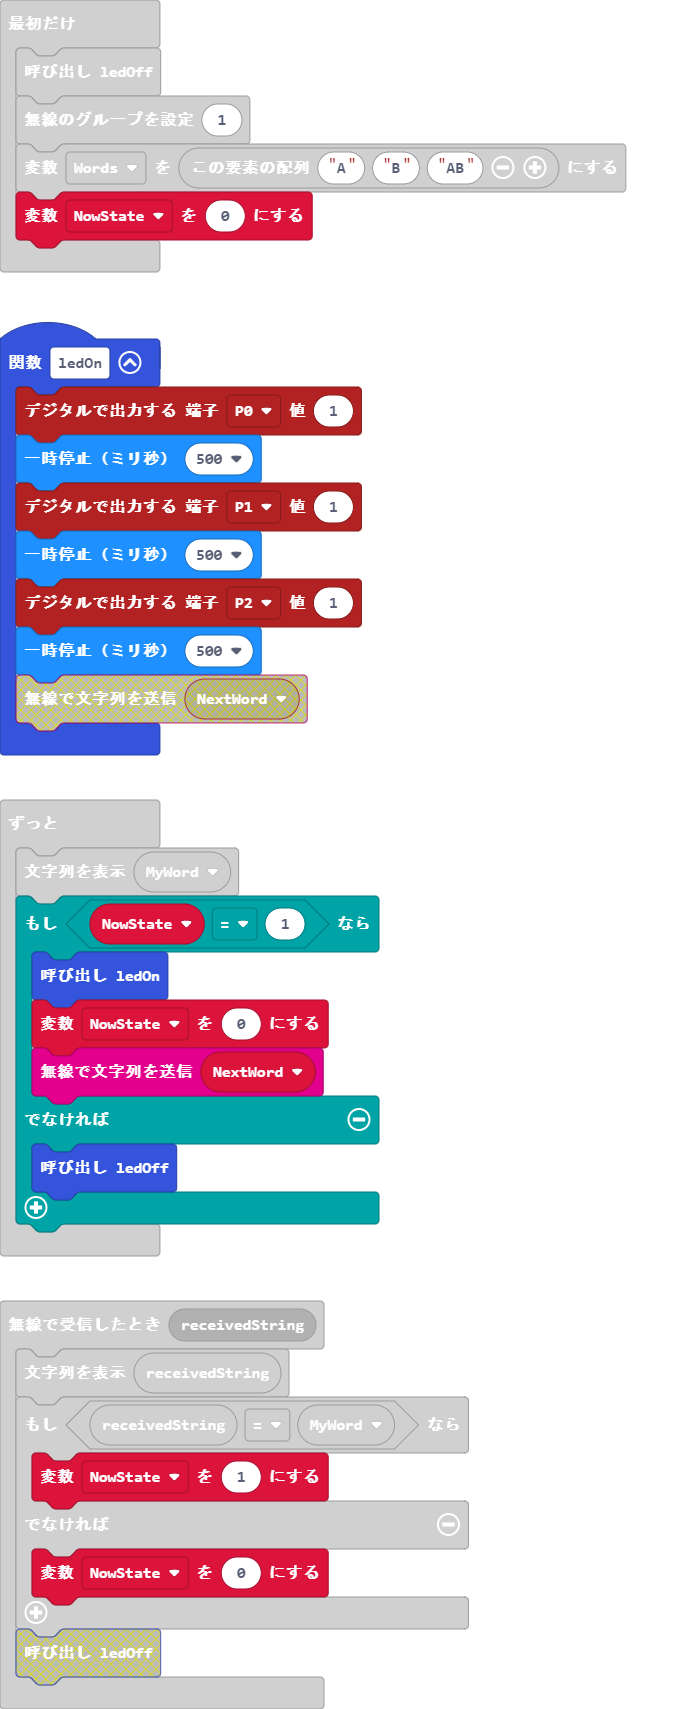 最初だけ
呼び出し ledOff
無線のグループを設定 1
変数 Words を この要素の配列 "A" "B" "AB" にする
変数 NowState を 0 にする
関数 ledOn
デジタルで出力する 端子 P0 値 1
一時停止（ミリ秒） 500
デジタルで出力する 端子 P1 値 1
一時停止（ミリ秒） 500
デジタルで出力する 端子 P2 値 1
一時停止（ミリ秒） 500
無線で文字列を送信 NextWord
ずっと
文字列を表示 MyWord
もし NowState = 1 なら
呼び出し ledOn
変数 NowState を 0 にする
無線で文字列を送信 NextWord
でなければ
呼び出し ledOff
無線で受信したとき receivedString
文字列を表示 receivedString
もし receivedString = MyWord なら
変数 NowState を 1 にする
でなければ
変数 NowState を 0 にする
呼び出し ledOff